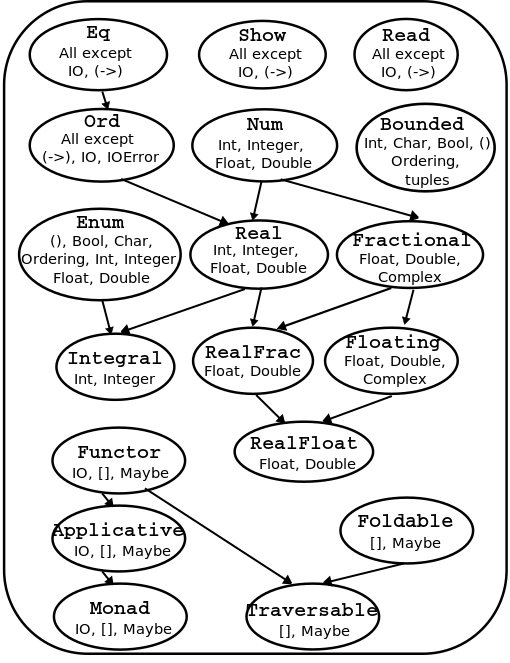 Eq
All except
IO, (->)
Show
All except
IO, (->)
Read
All except
IO, (->)
Ord
All except
(->), IO, IOError
Num
Int, Integer,
Float, Double
Bounded
Int, Char, Bool, ()
Ordering,
tuples
Enum
(), Bool, Char,
Ordering, Int, Integer
Float, Double
Real
Int, Integer,
Float, Double
Fractional
Float, Double,
Complex
Integral
Int, Integer
RealFrac
Float, Double
Floating
Float, Double,
Complex
RealFloat
Float, Double
Functor
IO, [], Maybe
Applicative
IO, [], Maybe
Foldable
[], Maybe
Monad
IO, [], Maybe
Traversable
[], Maybe